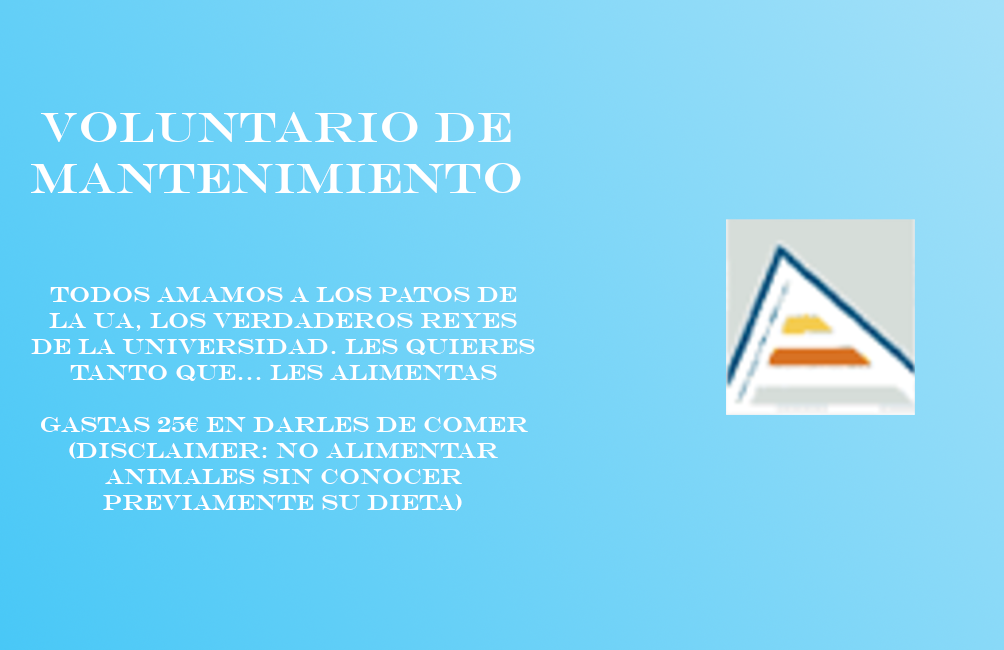 VOLUNTARIO DE
MANTENIMIENTO
TODOS AMAMOS A LOS PATOS DE
LA UA, LOS VERDADEROS REYES
DE LA UNIVERSIDAD. LES QUIERES
TANTO QUE... LES ALIMENTAS
GASTAS 25€ EN DARLES DE COMER
(DISCLAIMER: NO ALIMENTAR
ANIMALES SIN CONOCER
PREVIAMENTE SU DIETA)